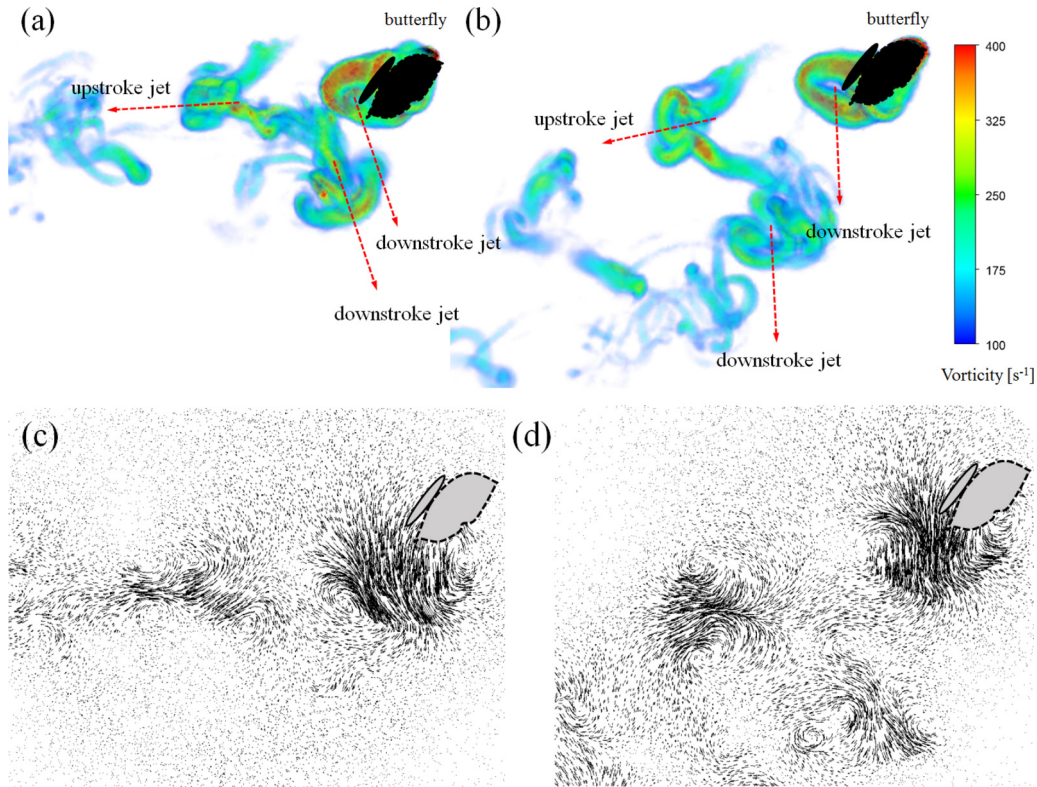 (a)
butterfly
upstroke jet
downstroke jet
downstroke jet
(b)
butterfly
upstroke jet
downstroke jet
downstroke jet
400
325
250
175
100
Vorticity [s⁻¹]
(c)
(d)